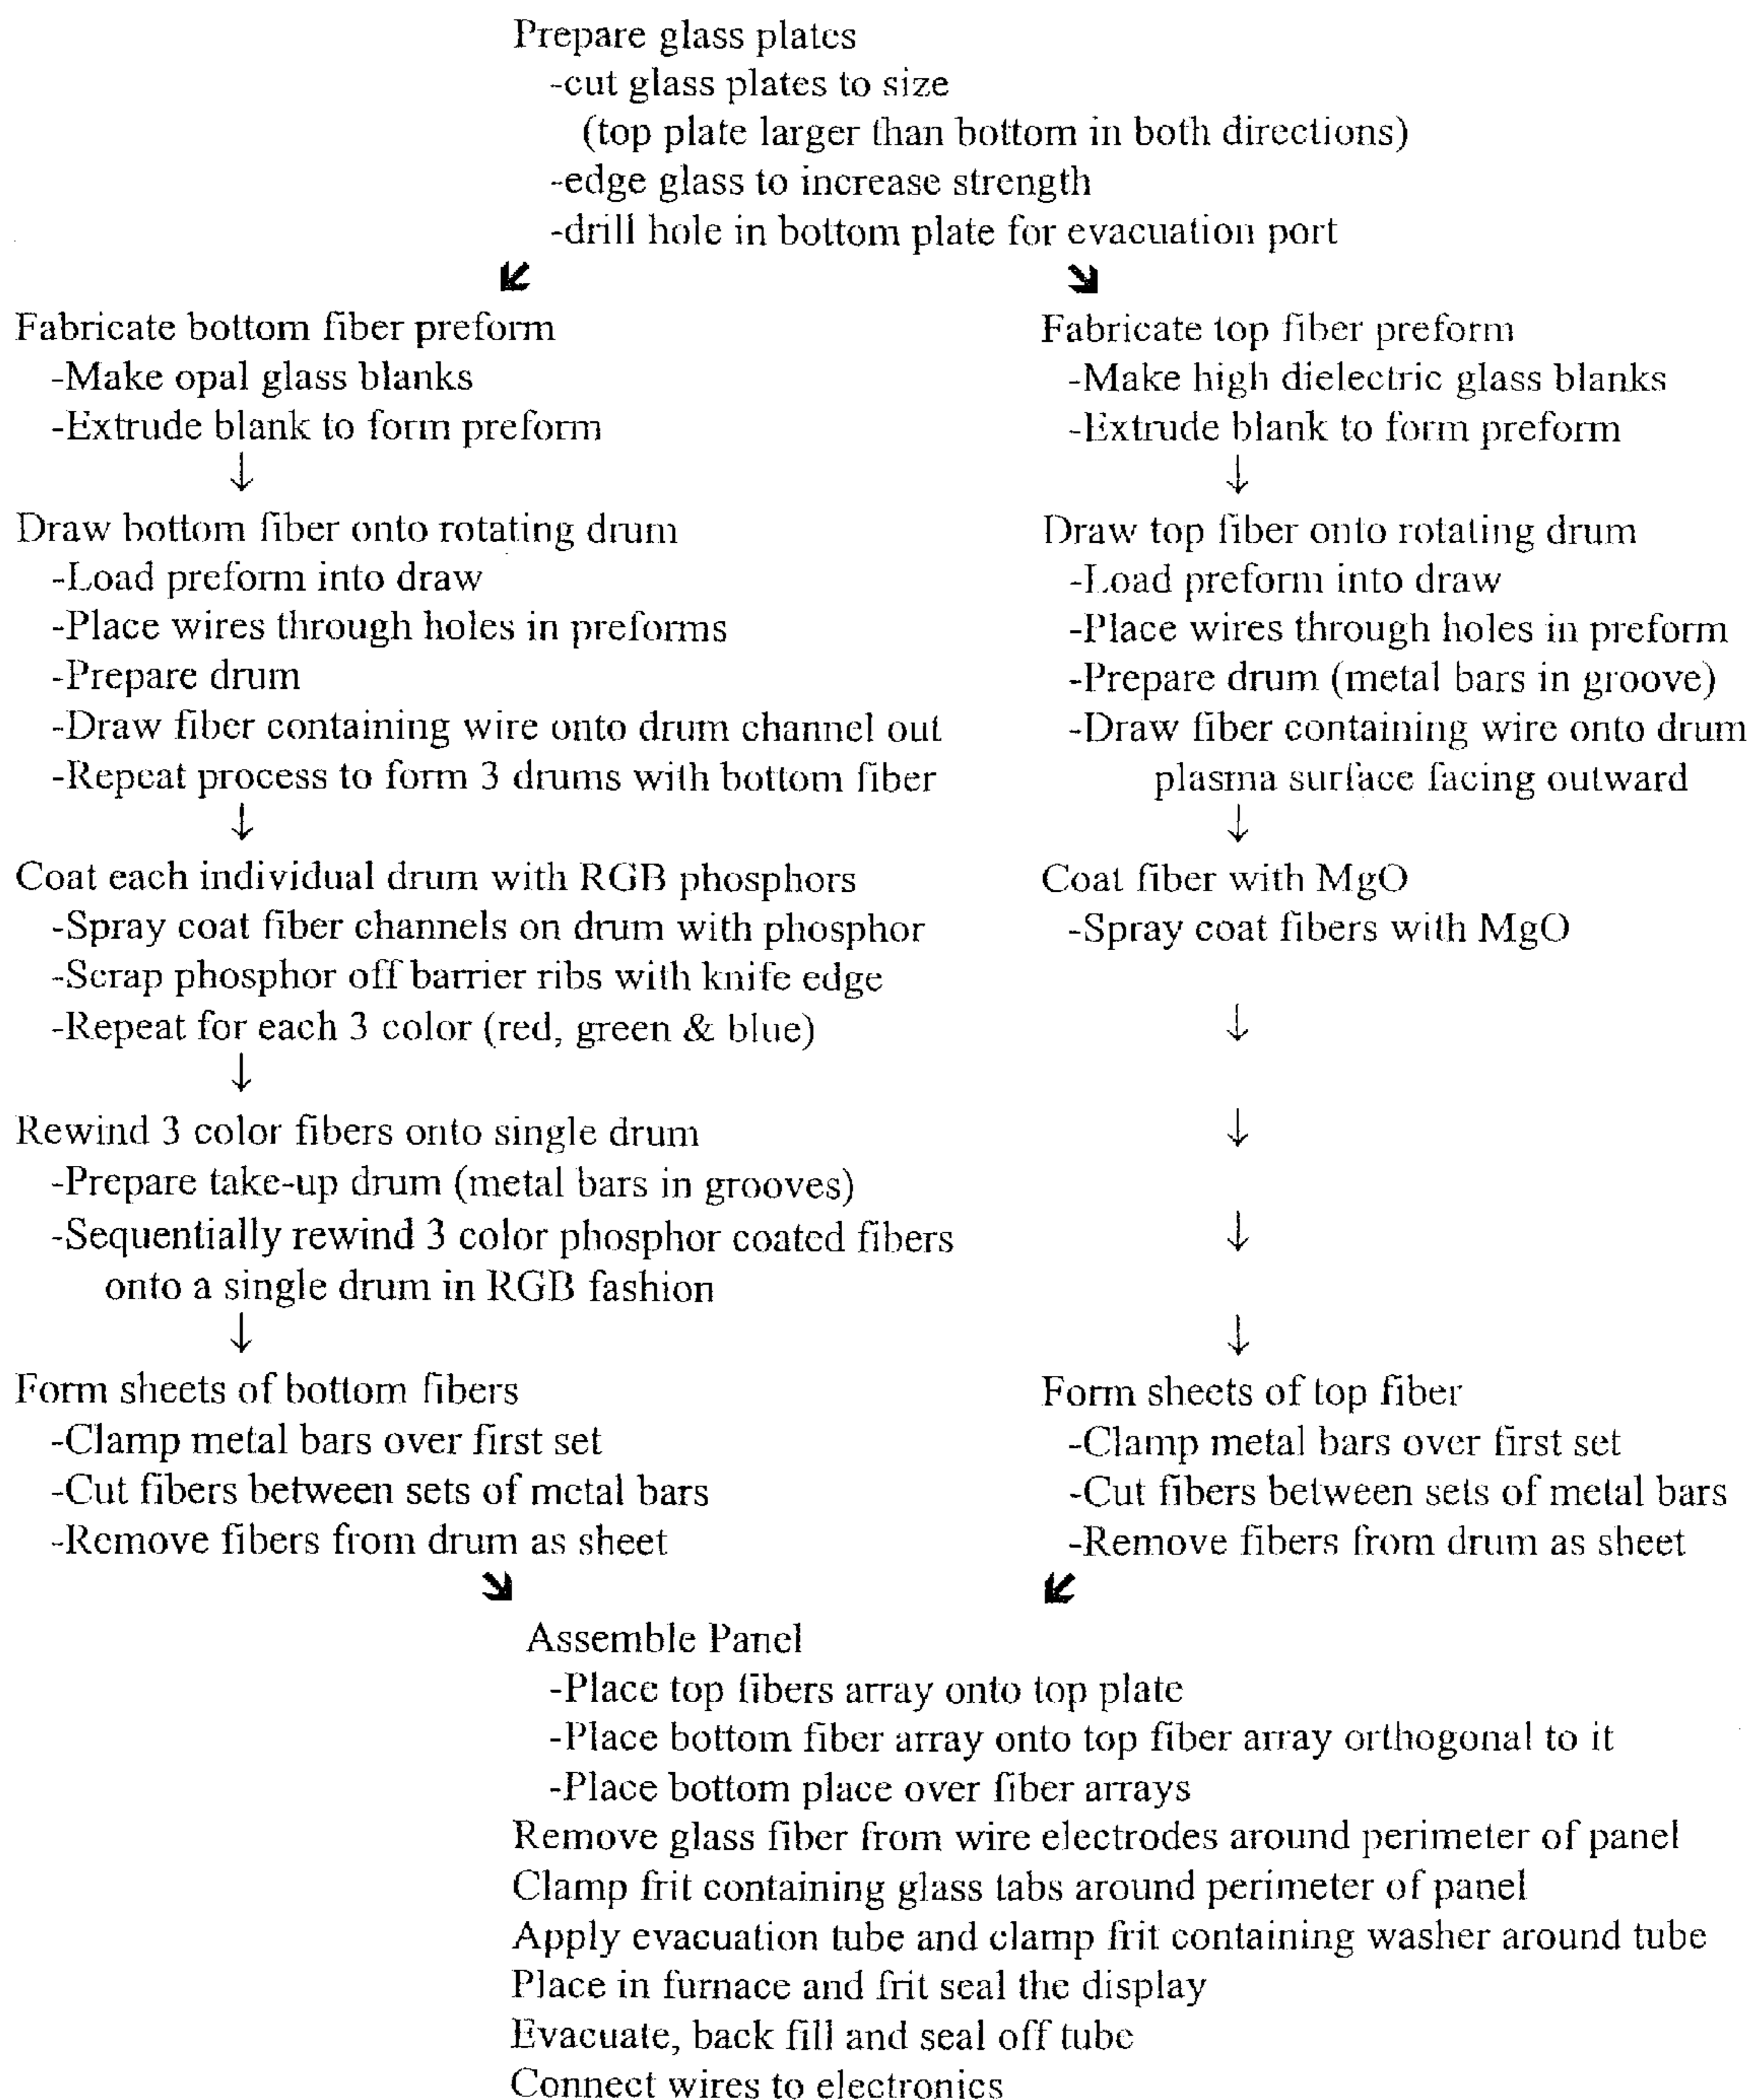 Prepare glass plates
-cut glass plates to size
(top plate larger than bottom in both directions)
-edge glass to increase strength
-drill hole in bottom plate for evacuation port
Fabricate bottom fiber preform
-Make opal glass blanks
-Extrude blank to form preform
Draw bottom fiber onto rotating drum
-Load preform into draw
-Place wires through holes in preforms
-Prepare drum
-Draw fiber containing wire onto drum channel out
-Repeat process to form 3 drums with bottom fiber
Coat each individual drum with RGB phosphors
-Spray coat fiber channels on drum with phosphor
-Scrap phosphor off barrier ribs with knife edge
-Repeat for each 3 color (red, green & blue)
Rewind 3 color fibers onto single drum
-Prepare take-up drum (metal bars in grooves)
-Sequentially rewind 3 color phosphor coated fibers
onto a single drum in RGB fashion
Form sheets of bottom fibers
-Clamp metal bars over first set
-Cut fibers between sets of metal bars
-Remove fibers from drum as sheet
Fabricate top fiber preform
-Make high dielectric glass blanks
-Extrude blank to form preform
Draw top fiber onto rotating drum
-Load preform into draw
-Place wires through holes in preform
-Prepare drum (metal bars in groove)
-Draw fiber containing wire onto drum
plasma surface facing outward
Coat fiber with MgO
-Spray coat fibers with MgO
Form sheets of top fiber
-Clamp metal bars over first set
-Cut fibers between sets of metal bars
-Remove fibers from drum as sheet
Assemble Panel
-Place top fibers array onto top plate
-Place bottom fiber array onto top fiber array orthogonal to it
-Place bottom place over fiber arrays
Remove glass fiber from wire electrodes around perimeter of panel
Clamp frit containing glass tabs around perimeter of panel
Apply evacuation tube and clamp frit containing washer around tube
Place in furnace and frit seal the display
Evacuate, back fill and seal off tube
Connect wires to electronics